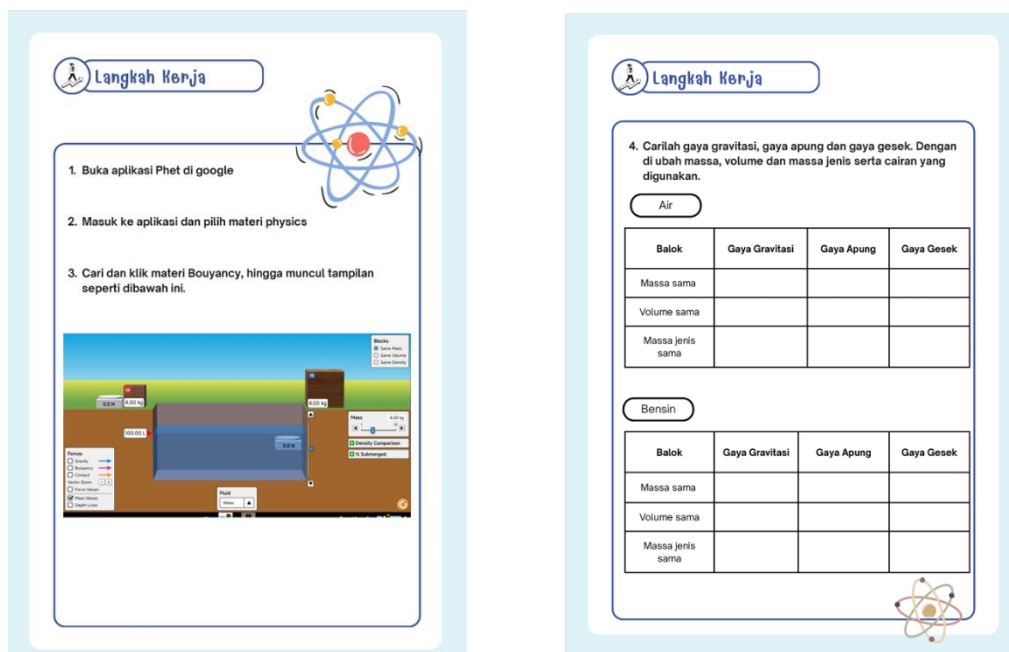 Langkah Kerja
1. Buka aplikasi Phet di google
2. Masuk ke aplikasi dan pilih materi physics
3. Cari dan klik materi Bouyancy, hingga muncul tampilan
seperti dibawah ini.
Blocks
Same Mass
Same Volume
Same Density
0.0 N
4.00 kg
4.00 kg
100.00 L
0.0 N
Mass 4.00 kg
Density Comparison
% Submerged
Forces
Gravity
Buoyancy
Contact
Vector Zoom
Force Values
Mass Values
Depth Lines
Fluid
Water
Langkah Kerja
4. Carilah gaya gravitasi, gaya apung dan gaya gesek. Dengan
di ubah massa, volume dan massa jenis serta cairan yang
digunakan.
Air
Balok Gaya Gravitasi Gaya Apung Gaya Gesek
Massa sama
Volume sama
Massa jenis
sama
Bensin
Balok Gaya Gravitasi Gaya Apung Gaya Gesek
Massa sama
Volume sama
Massa jenis
sama